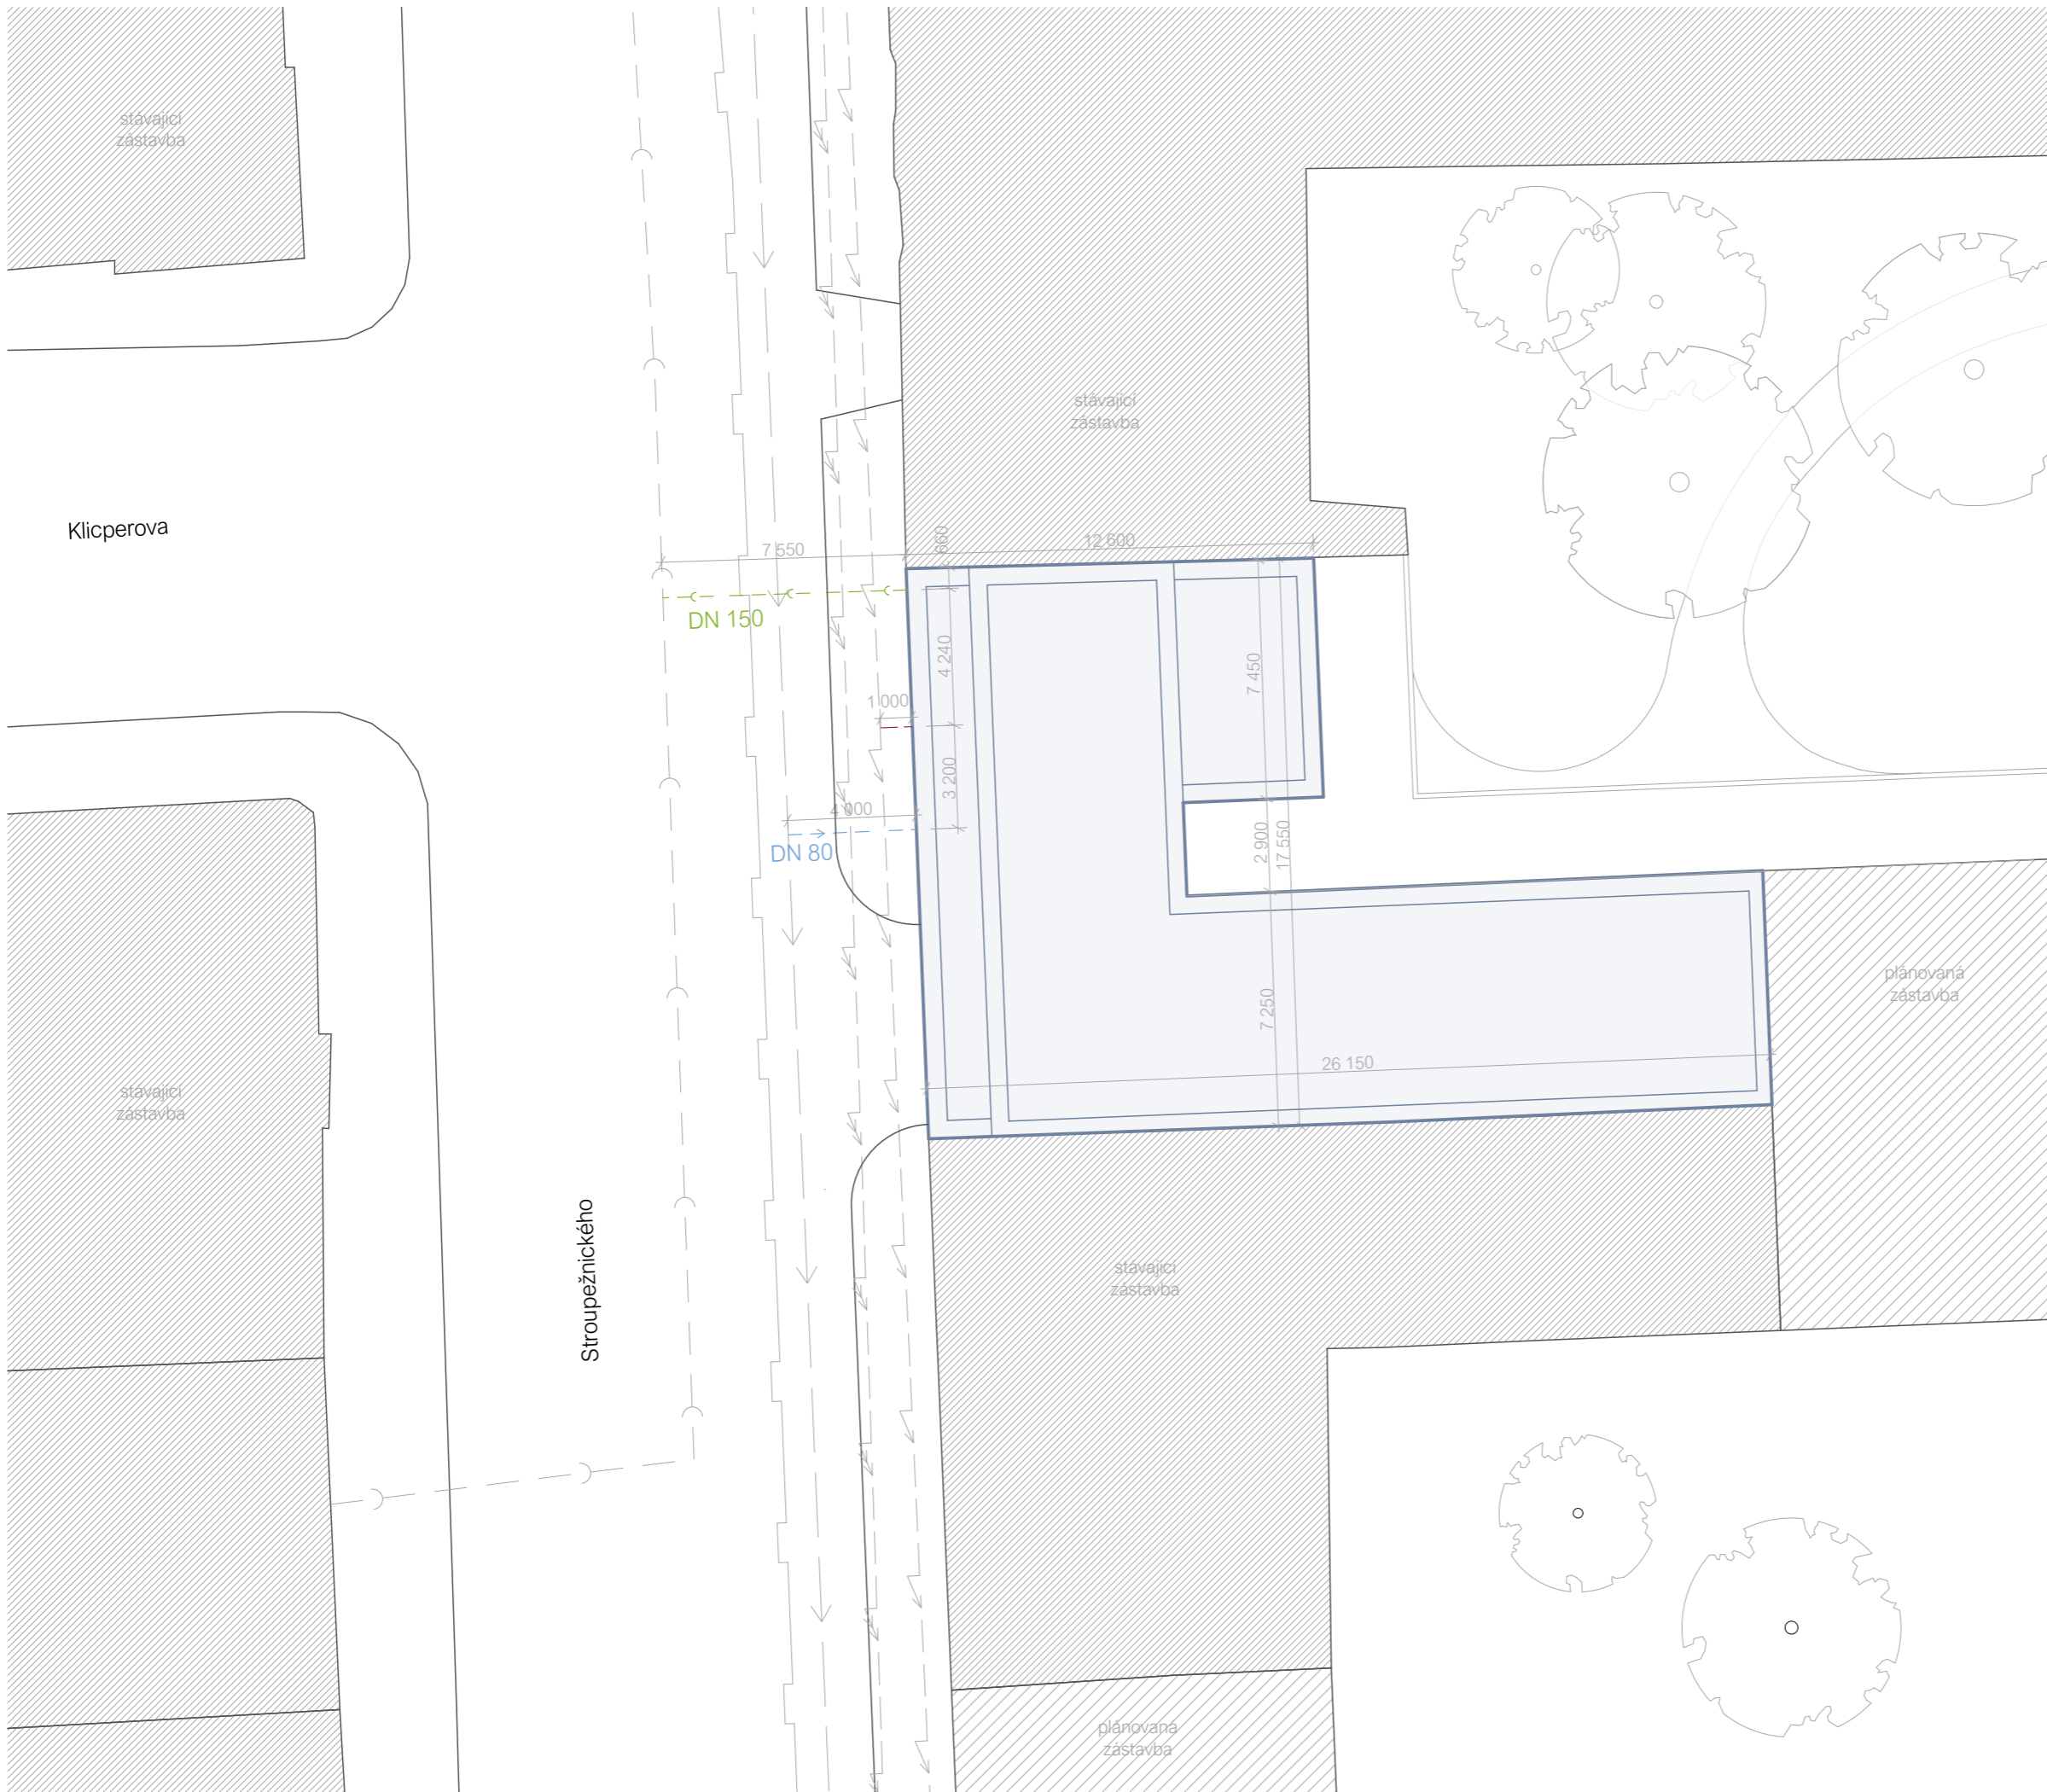 stávající
zástavba
stávající
zástavba
Klicperova
7 550
660
12 600
DN 150
4 240
7 450
1 000
3 200
4 900
DN 80
2 900
17 550
plánovaná
zástavba
7 250
26 150
stávající
zástavba
Stroupežnického
stávající
zástavba
plánovaná
zástavba